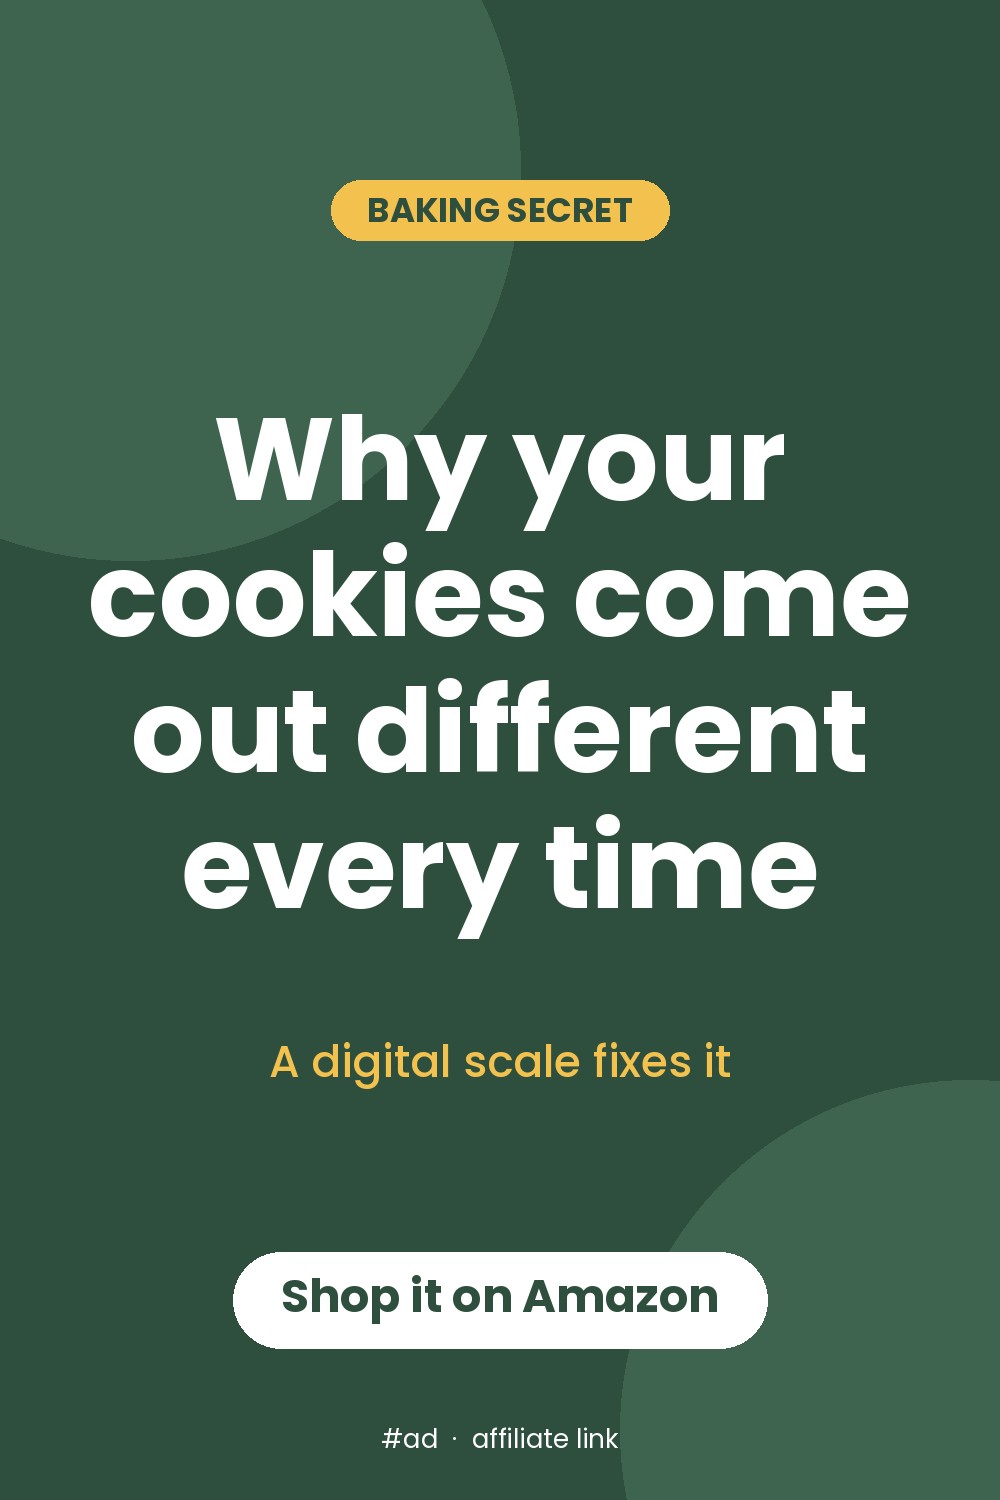 BAKING SECRET
Why your
cookies come
out different
every time
A digital scale fixes it
Shop it on Amazon
#ad · affiliate link